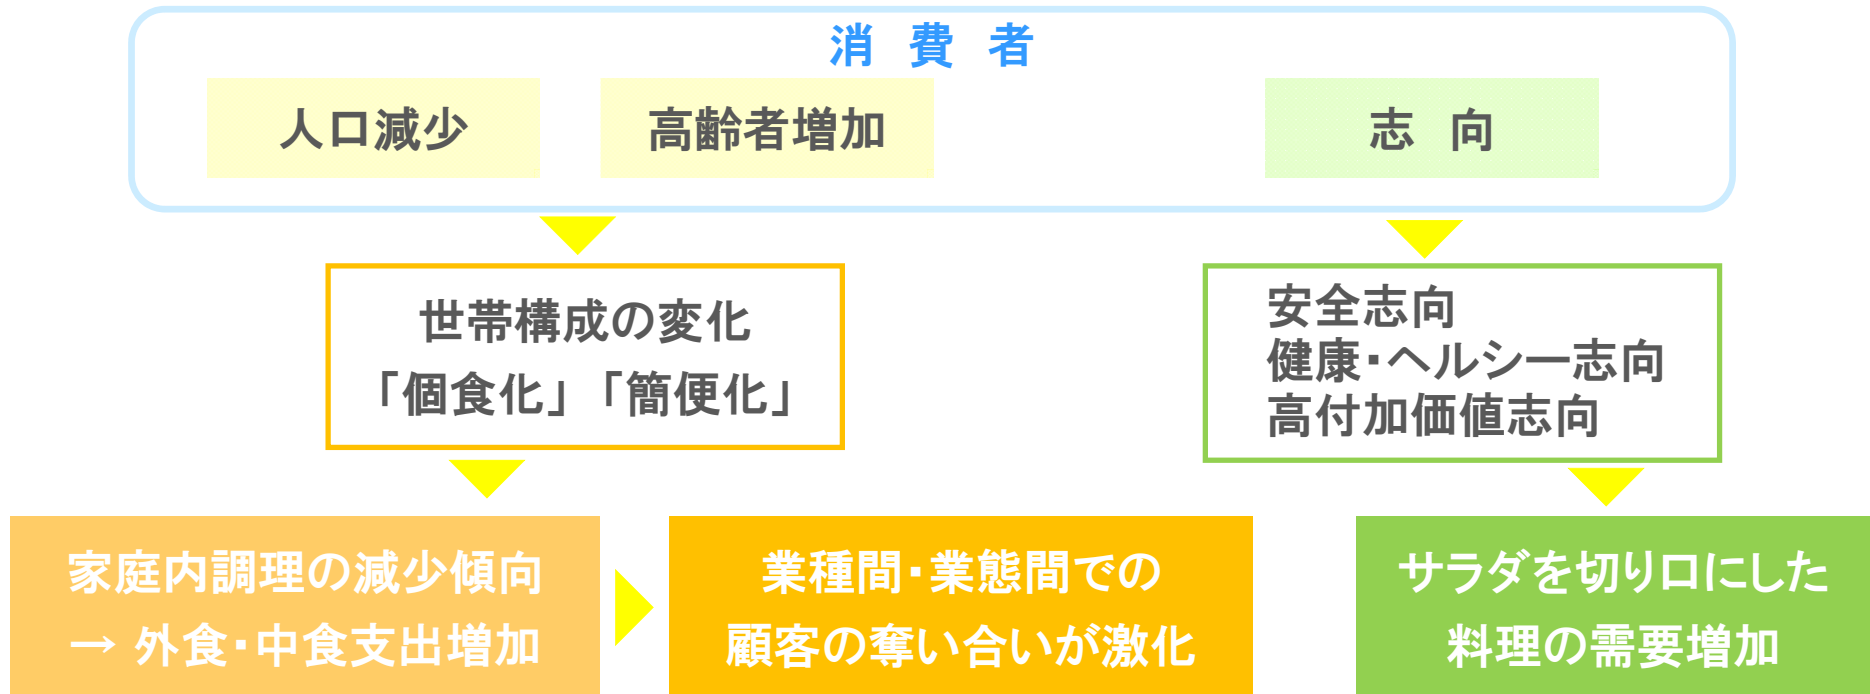 消 費 者
人口減少
高齢者増加
志 向
世帯構成の変化
「個食化」「簡便化」
安全志向
健康・ヘルシー志向
高付加価値志向
家庭内調理の減少傾向
→ 外食・中食支出増加
業種間・業態間での
顧客の奪い合いが激化
サラダを切り口にした
料理の需要増加